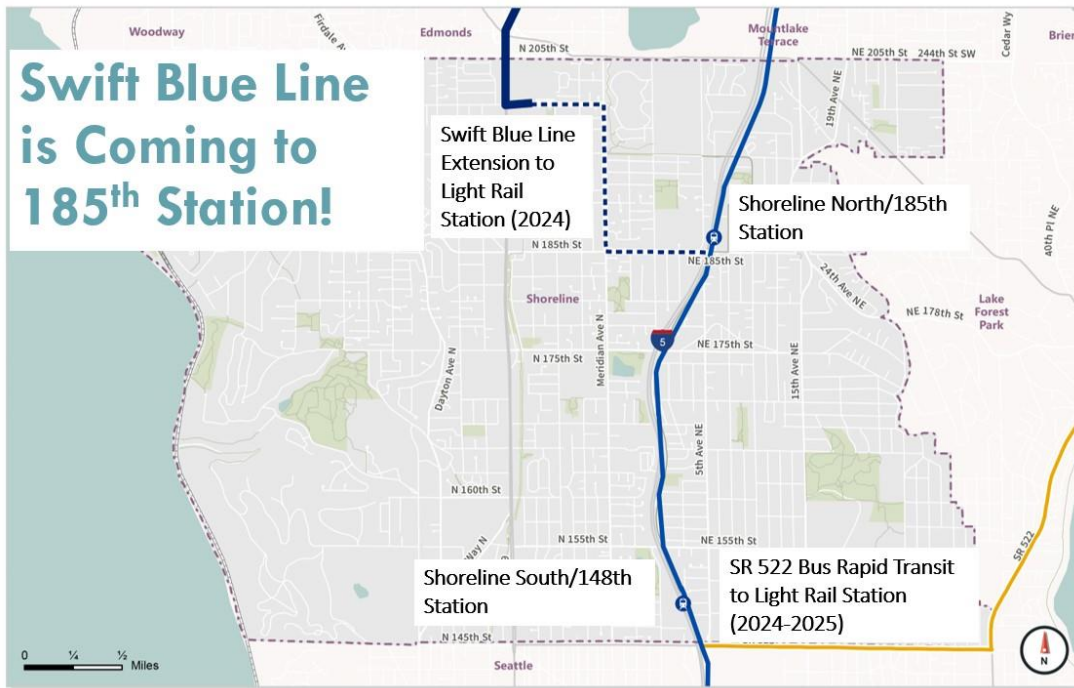 Woodway
Firdale Av
Edmonds
N 205th St
Mountlake
Terrace
NE 205th St
244th St SW
Cedar Wy
Brier
Swift Blue Line
is Coming to
185th Station!
Swift Blue Line
Extension to
Light Rail
Station (2024)
19th Ave NE
Shoreline North/185th
Station
40th Pl NE
N 185th St
NE 185th St
24th Ave NE
Shoreline
Meridian Ave N
NE 178th St
Lake
Forest
Park
5
NE 175th St
N 175th St
Dayton Ave N
15th Ave NE
5th Ave NE
N 160th St
N 155th St
NE 155th St
Way N
SR 522
Shoreline South/148th
Station
SR 522 Bus Rapid Transit
to Light Rail Station
(2024-2025)
N 145th St
0 ¼ ½
Miles
Seattle
N